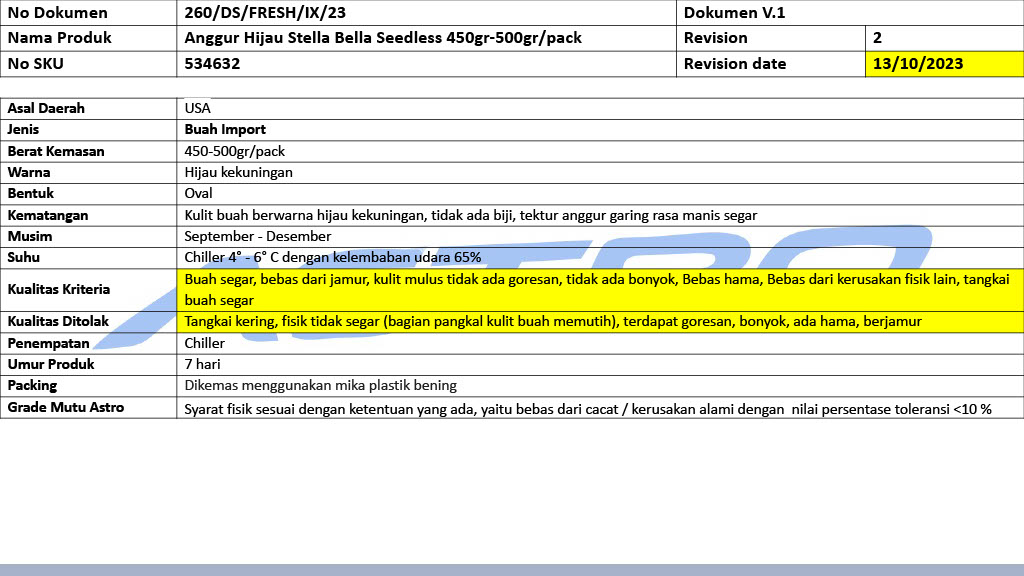 No Dokumen 260/DS/FRESH/IX/23 Dokumen V.1
Nama Produk Anggur Hijau Stella Bella Seedless 450gr-500gr/pack Revision 2
No SKU 534632 Revision date 13/10/2023
Asal Daerah USA
Jenis Buah Import
Berat Kemasan 450-500gr/pack
Warna Hijau kekuningan
Bentuk Oval
Kematangan Kulit buah berwarna hijau kekuningan, tidak ada biji, tektur anggur garing rasa manis segar
Musim September - Desember
Suhu Chiller 4° - 6° C dengan kelembaban udara 65%
Kualitas Kriteria Buah segar, bebas dari jamur, kulit mulus tidak ada goresan, tidak ada bonyok, Bebas hama, Bebas dari kerusakan fisik lain, tangkai
buah segar
Kualitas Ditolak Tangkai kering, fisik tidak segar (bagian pangkal kulit buah memutih), terdapat goresan, bonyok, ada hama, berjamur
Penempatan Chiller
Umur Produk 7 hari
Packing Dikemas menggunakan mika plastik bening
Grade Mutu Astro Syarat fisik sesuai dengan ketentuan yang ada, yaitu bebas dari cacat / kerusakan alami dengan  nilai persentase toleransi <10 %
ASTRO